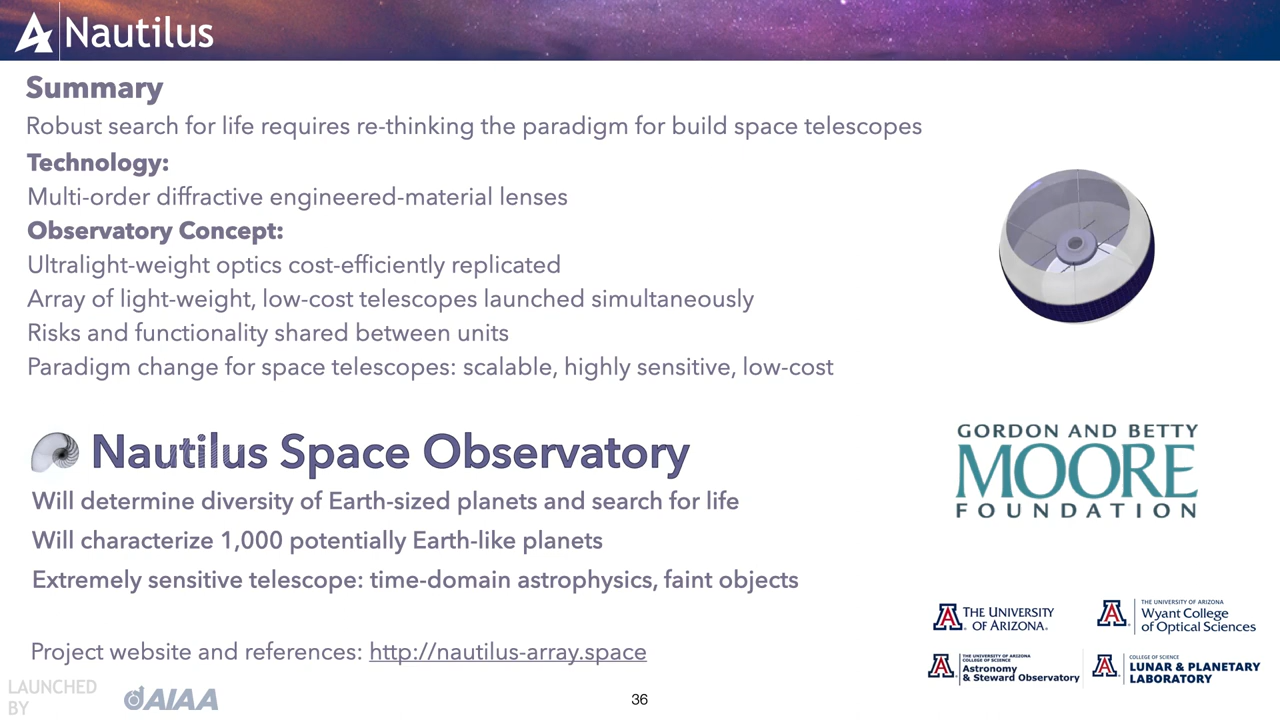 Nautilus
Summary
Robust search for life requires re-thinking the paradigm for build space telescopes
Technology:
Multi-order diffractive engineered-material lenses
Observatory Concept:
Ultralight-weight optics cost-efficiently replicated
Array of light-weight, low-cost telescopes launched simultaneously
Risks and functionality shared between units
Paradigm change for space telescopes: scalable, highly sensitive, low-cost
Nautilus Space Observatory
Will determine diversity of Earth-sized planets and search for life
Will characterize 1,000 potentially Earth-like planets
Extremely sensitive telescope: time-domain astrophysics, faint objects
Project website and references: http://nautilus-array.space
GORDON AND BETTY
MOORE
FOUNDATION
A THE UNIVERSITY
OF ARIZONA.
A THE UNIVERSITY OF ARIZONA
Wyant College
of Optical Sciences
A THE UNIVERSITY OF ARIZONA
COLLEGE OF SCIENCE
Astronomy
& Steward Observatory
A COLLEGE OF SCIENCE
LUNAR & PLANETARY
LABORATORY
LAUNCHED
BY
AIAA
36